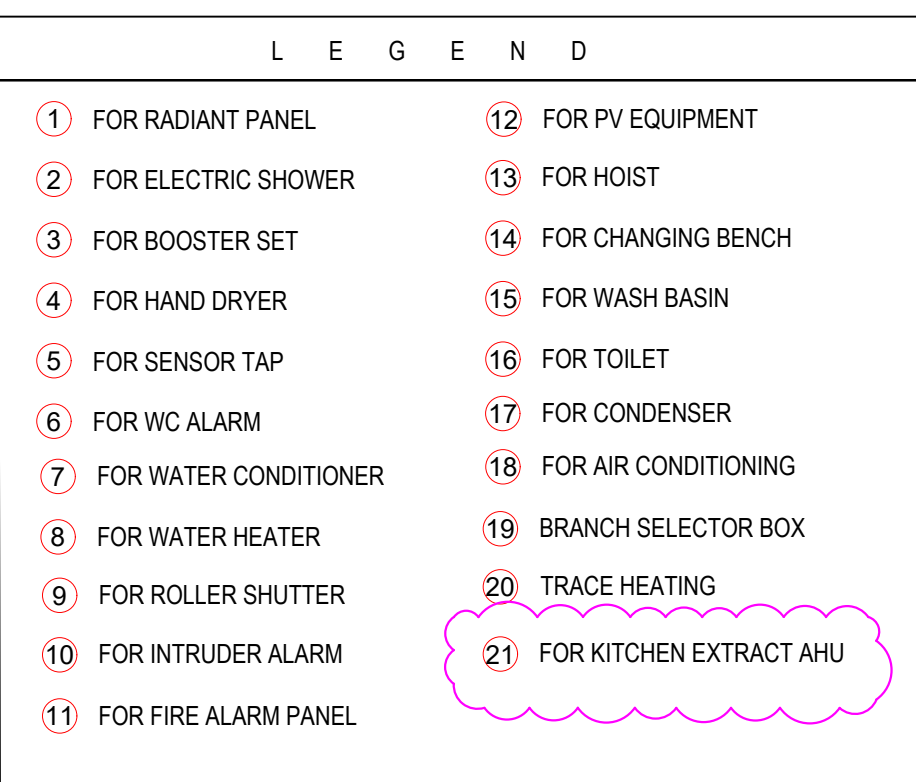 L E G E N D
1 FOR RADIANT PANEL
2 FOR ELECTRIC SHOWER
3 FOR BOOSTER SET
4 FOR HAND DRYER
5 FOR SENSOR TAP
6 FOR WC ALARM
7 FOR WATER CONDITIONER
8 FOR WATER HEATER
9 FOR ROLLER SHUTTER
10 FOR INTRUDER ALARM
11 FOR FIRE ALARM PANEL
12 FOR PV EQUIPMENT
13 FOR HOIST
14 FOR CHANGING BENCH
15 FOR WASH BASIN
16 FOR TOILET
17 FOR CONDENSER
18 FOR AIR CONDITIONING
19 BRANCH SELECTOR BOX
20 TRACE HEATING
21 FOR KITCHEN EXTRACT AHU